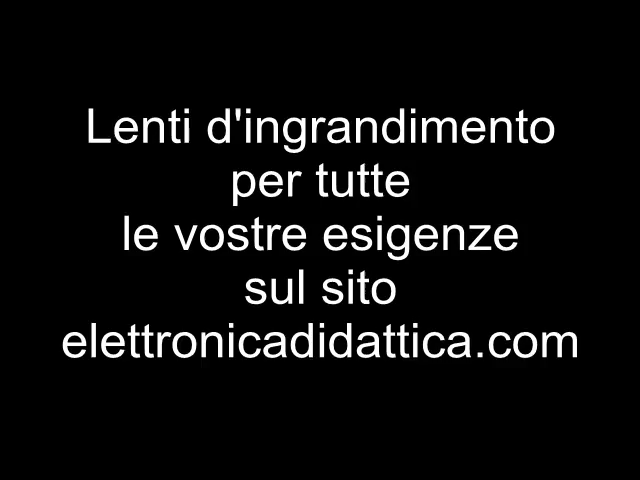 Lenti d'ingrandimento
per tutte
le vostre esigenze
sul sito
elettronicadidattica.com